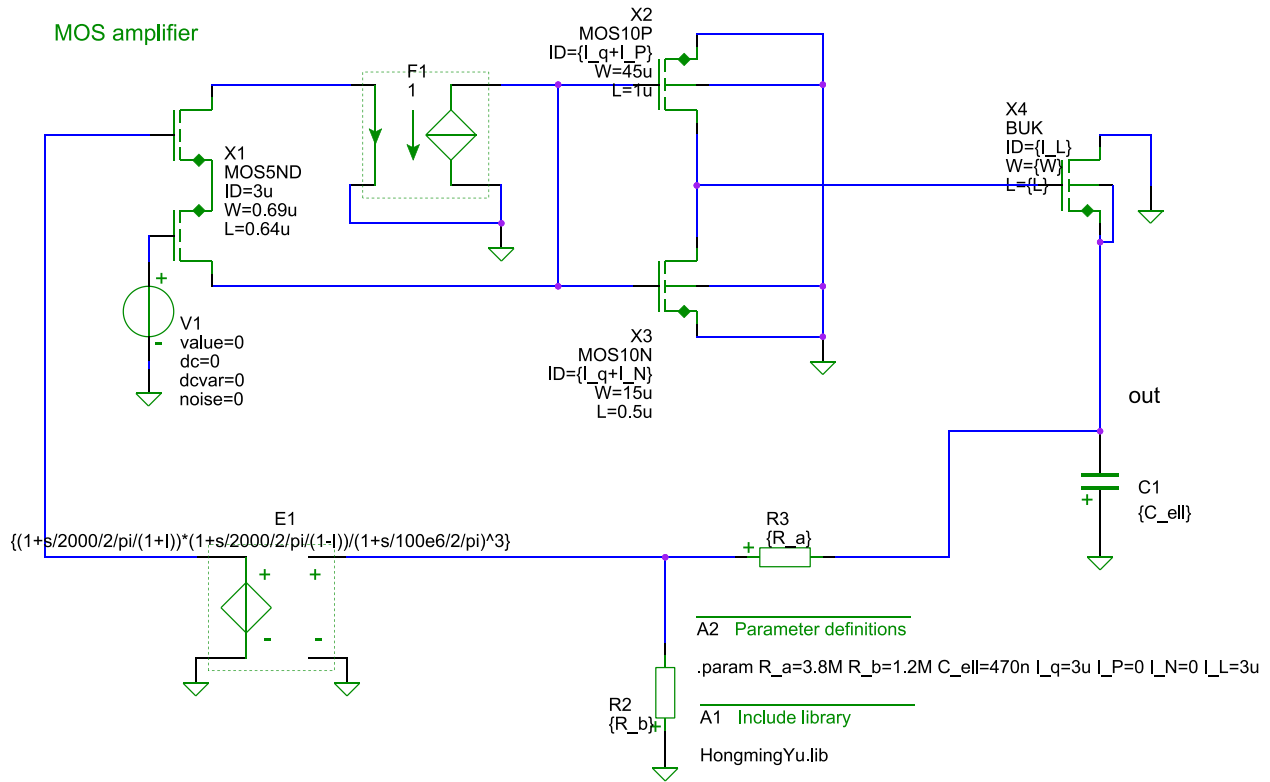 MOS amplifier
F1
1
X1
MOS5ND
ID=3u
W=0.69u
L=0.64u
X2
MOS10P
ID={I_q+I_P}
W=45u
L=1u
X4
BUK
ID={I_L}
W={W}
L={L}
+
V1
-
value=0
dc=0
dcvar=0
noise=0
X3
MOS10N
ID={I_q+I_N}
W=15u
L=0.5u
out
C1
+
{C_ell}
E1
{(1+s/2000/2/pi/(1+I))*(1+s/2000/2/pi/(1-I))/(1+s/100e6/2/pi)^3}
+ +
- -
R3
{R_a}
+
R2
{R_b}
+
A2 Parameter definitions
.param R_a=3.8M R_b=1.2M C_ell=470n I_q=3u I_P=0 I_N=0 I_L=3u
A1 Include library
HongmingYu.lib